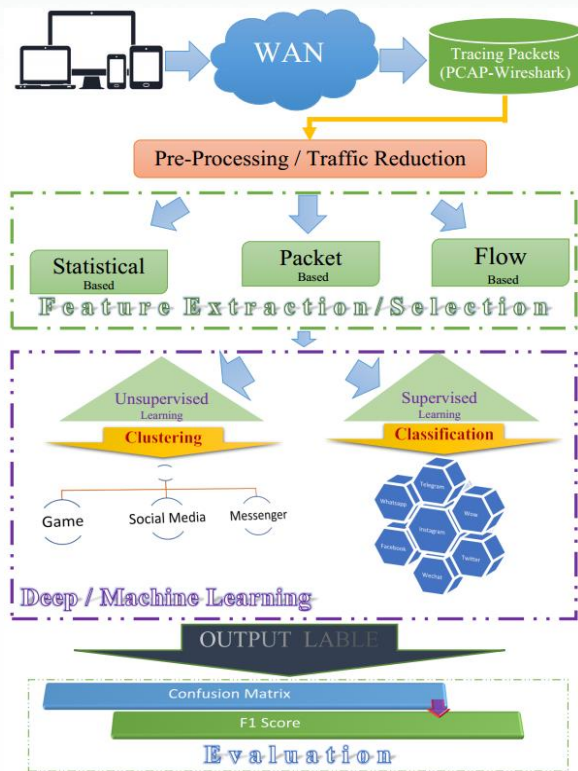 WAN
Tracing Packets
(PCAP-Wireshark)
Pre-Processing / Traffic Reduction
Statistical
Based
Packet
Based
Flow
Based
Feature Extraction/Selection
Unsupervised
Learning
Clustering
Game
Social Media
Messenger
Supervised
Learning
Classification
Telegram
Whatsapp
Wow
Instagram
Facebook
Twitter
Wechat
Deep / Machine Learning
OUTPUT LABLE
Confusion Matrix
F1 Score
Evaluation